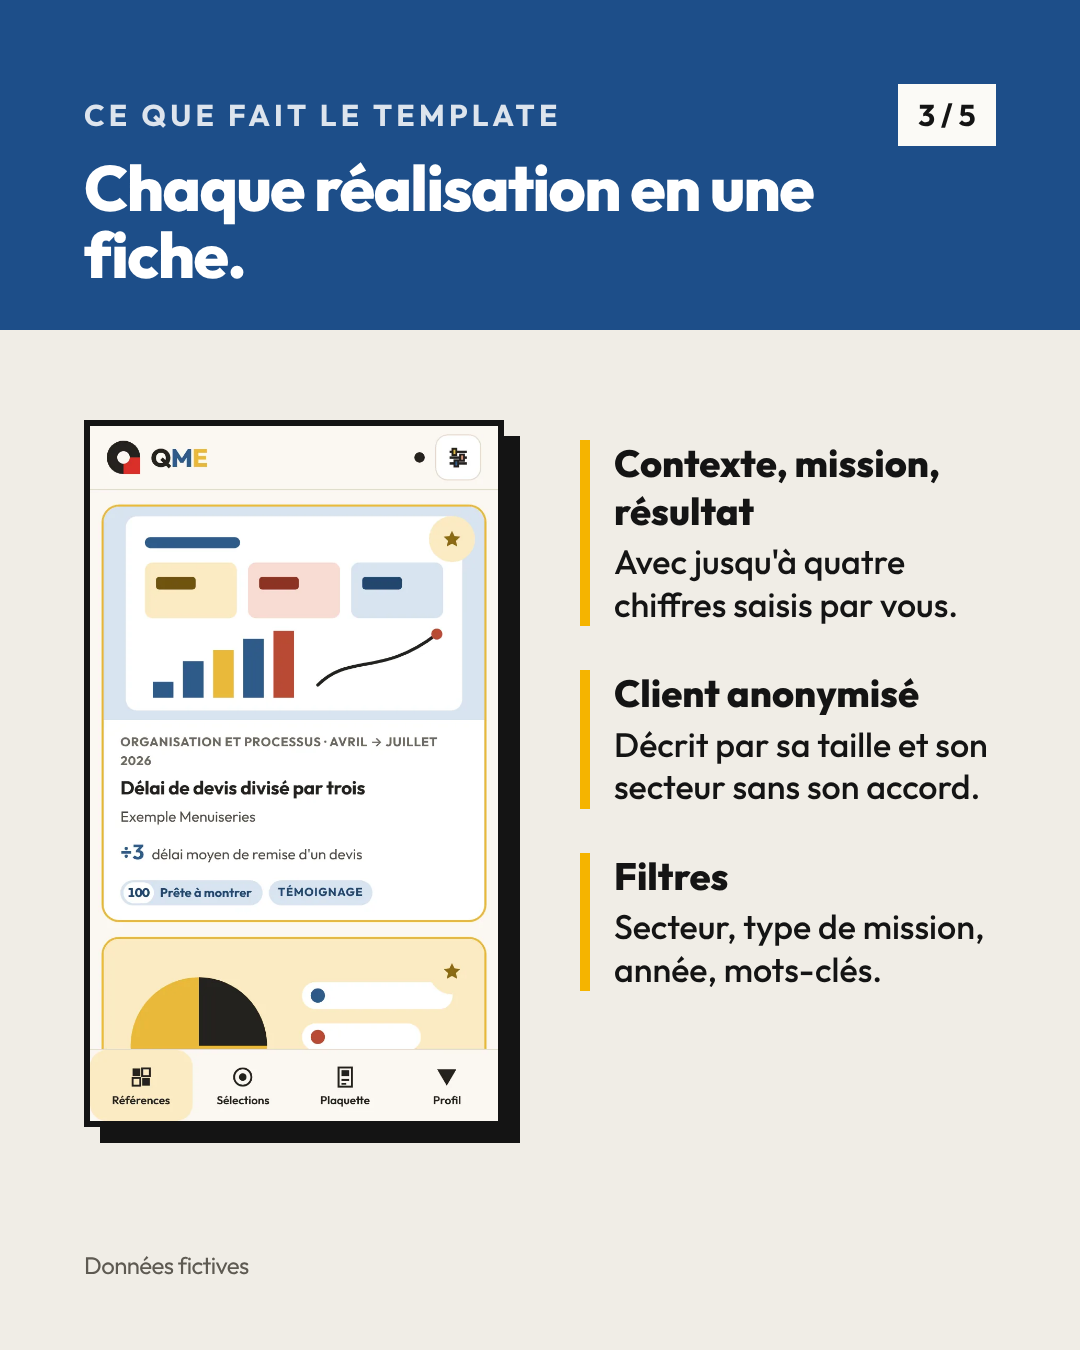 CE QUE FAIT LE TEMPLATE
3 / 5
Chaque réalisation en une
fiche.
QME
ORGANISATION ET PROCESSUS · AVRIL → JUILLET
2026
Délai de devis divisé par trois
Exemple Menuiseries
÷3 délai moyen de remise d'un devis
100 Prête à montrer TÉMOIGNAGE
Références Sélections Plaquette Profil
Contexte, mission,
résultat
Avec jusqu'à quatre
chiffres saisis par vous.
Client anonymisé
Décrit par sa taille et son
secteur sans son accord.
Filtres
Secteur, type de mission,
année, mots-clés.
Données fictives